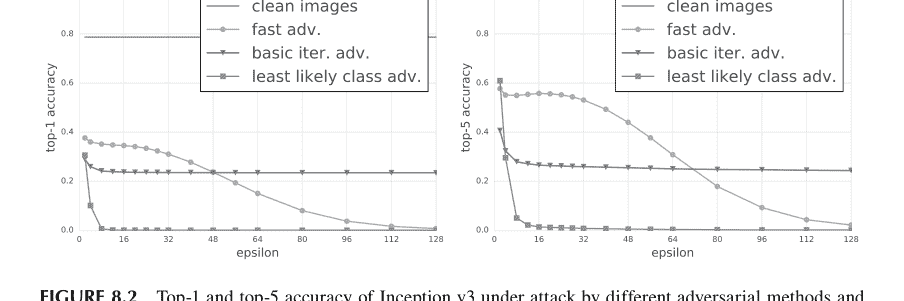 clean images
fast adv.
basic iter. adv.
least likely class adv.
top-1 accuracy
0.8
0.6
0.4
0.2
0.0
0 16 32 48 64 80 96 112 128
epsilon
clean images
fast adv.
basic iter. adv.
least likely class adv.
top-5 accuracy
0.8
0.6
0.4
0.2
0.0
0 16 32 48 64 80 96 112 128
epsilon
FIGURE 8.2 Top-1 and top-5 accuracy of Inception v3 under attack by different adversarial methods and